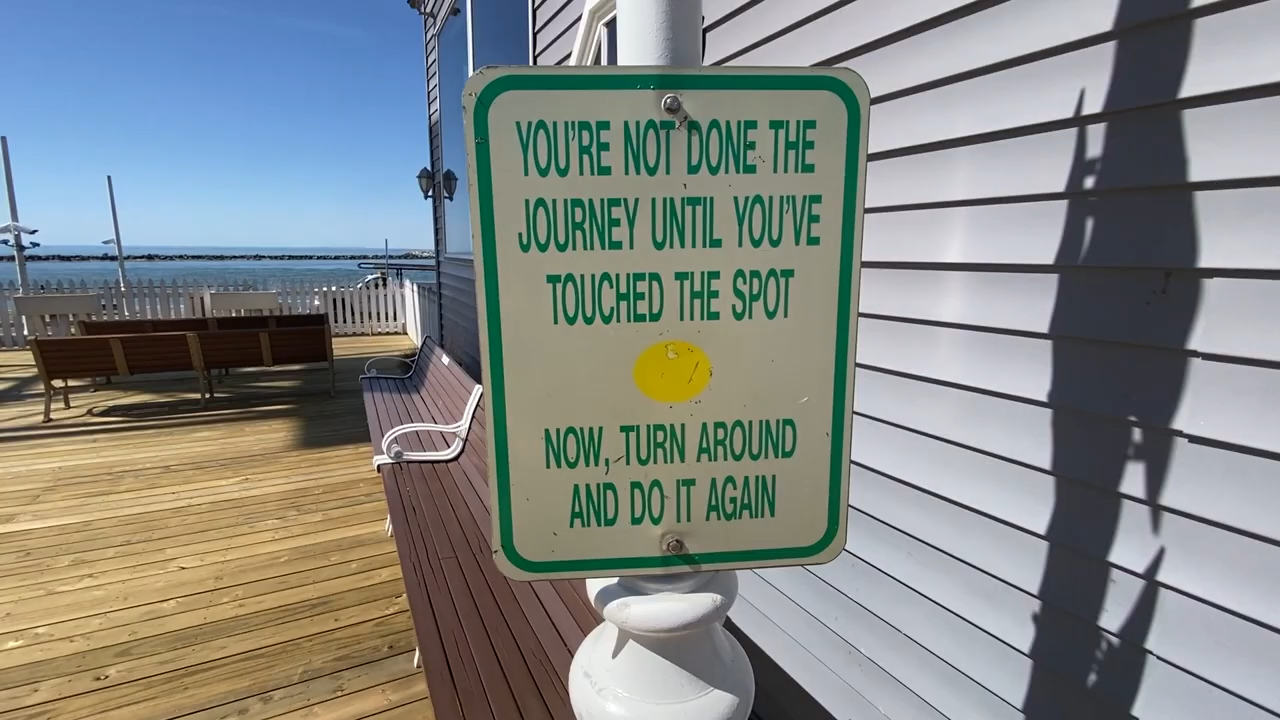 YOU'RE NOT DONE THE
JOURNEY UNTIL YOU'VE
TOUCHED THE SPOT
NOW, TURN AROUND
AND DO IT AGAIN